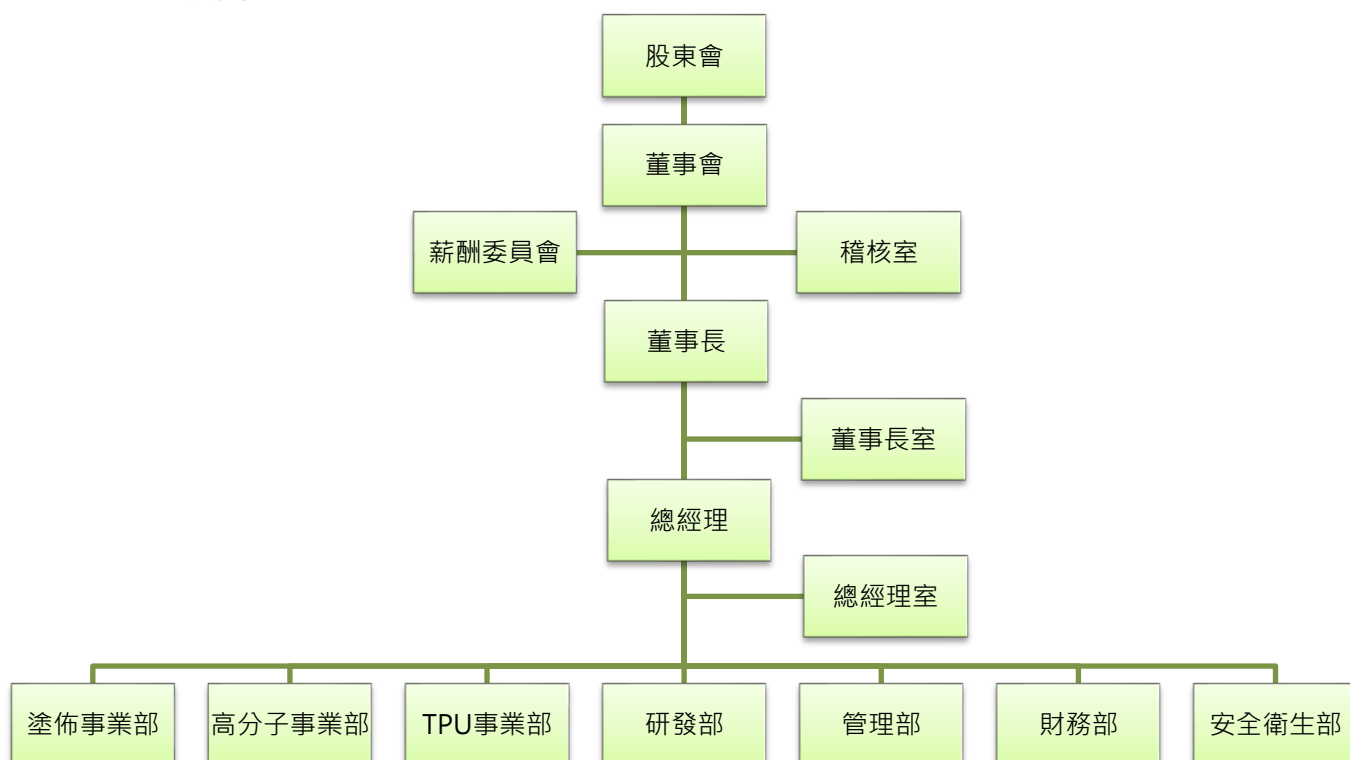 股東會
董事會
薪酬委員會
稽核室
董事長
董事長室
總經理
總經理室
塗佈事業部
高分子事業部
TPU事業部
研發部
管理部
財務部
安全衛生部